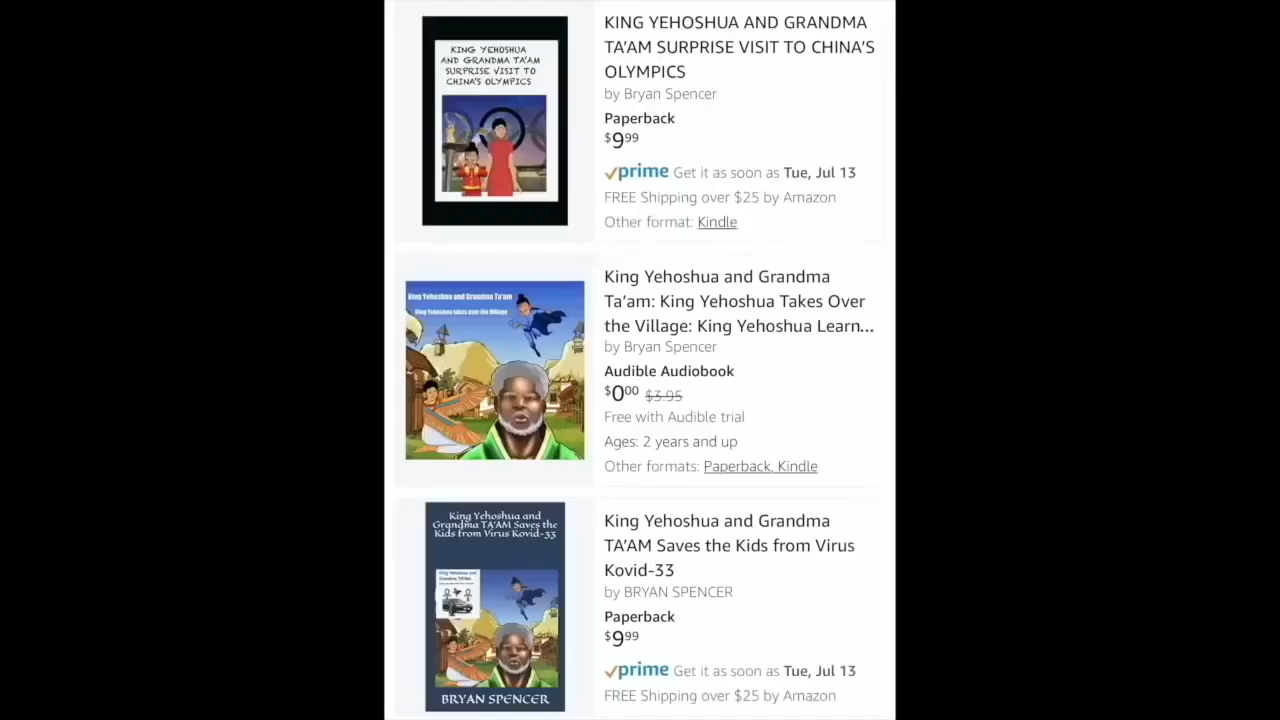 KING YEHOSHUA
AND GRANDMA TA'AM
SURPRISE VISIT TO
CHINA'S OLYMPICS
KING YEHOSHUA AND GRANDMA
TA'AM SURPRISE VISIT TO CHINA'S
OLYMPICS
by Bryan Spencer
Paperback
$9.99
prime Get it as soon as Tue, Jul 13
FREE Shipping over $25 by Amazon
Other format: Kindle
King Yehoshua and Grandma Ta'am
King Yehoshua takes over the Village
King Yehoshua and Grandma
Ta'am: King Yehoshua Takes Over
the Village: King Yehoshua Learn...
by Bryan Spencer
Audible Audiobook
$0.00 $3.95
Free with Audible trial
Ages: 2 years and up
Other formats: Paperback, Kindle
King Yehoshua and
Grandma TA'AM Saves the
Kids from Virus Kovid-33
BRYAN SPENCER
King Yehoshua and Grandma
TA'AM Saves the Kids from Virus
Kovid-33
by BRYAN SPENCER
Paperback
$9.99
prime Get it as soon as Tue, Jul 13
FREE Shipping over $25 by Amazon